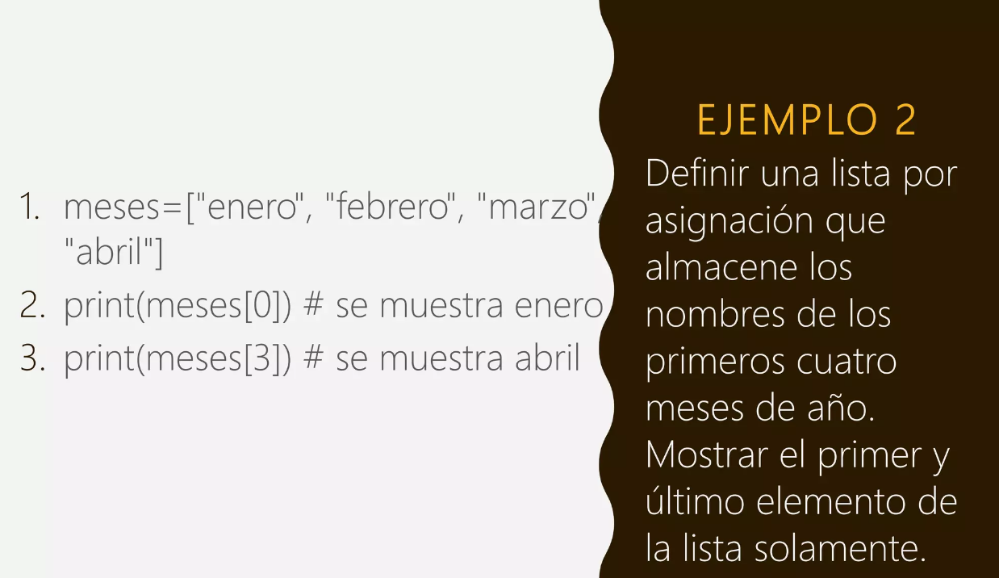 1. meses=["enero", "febrero", "marzo",
"abril"]
2. print(meses[0]) # se muestra enero
3. print(meses[3]) # se muestra abril
EJEMPLO 2
Definir una lista por
asignación que
almacene los
nombres de los
primeros cuatro
meses de año.
Mostrar el primer y
último elemento de
la lista solamente.